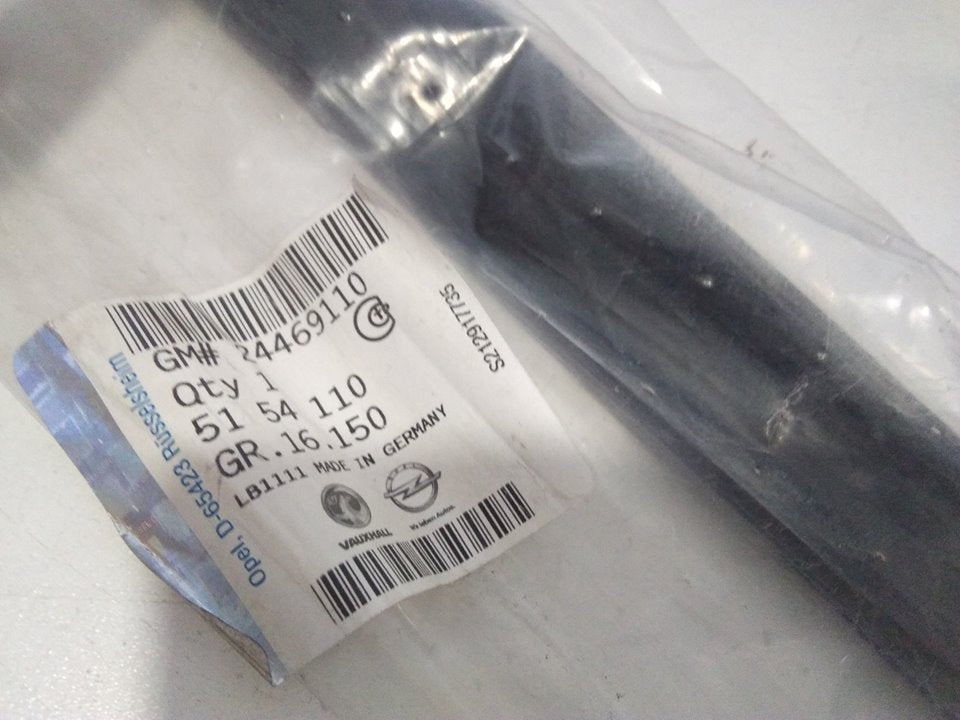 GM# 24469110
Qty 1
51 54 110
GR.16.150
LB1111 MADE IN GERMANY
VAUXHALL
Wir leben Autos.
Opel, D-65423 Rüsselsheim
S212917735